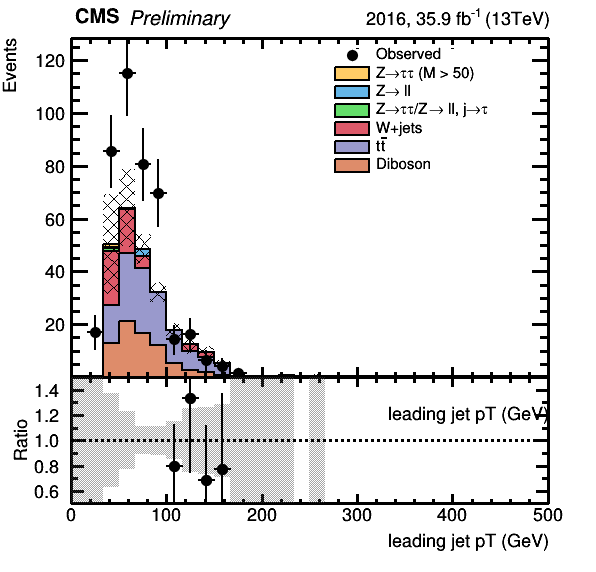 CMS Preliminary 2016, 35.9 fb⁻¹ (13TeV)
Events
120
100
80
60
40
20
Observed
Z→ττ (M > 50)
Z→ ll
Z→ττ/Z→ ll, j→τ
W+jets
tt̄
Diboson
Ratio
1.4
1.2
1.0
0.8
0.6
leading jet pT (GeV)
0 100 200 300 400 500
leading jet pT (GeV)